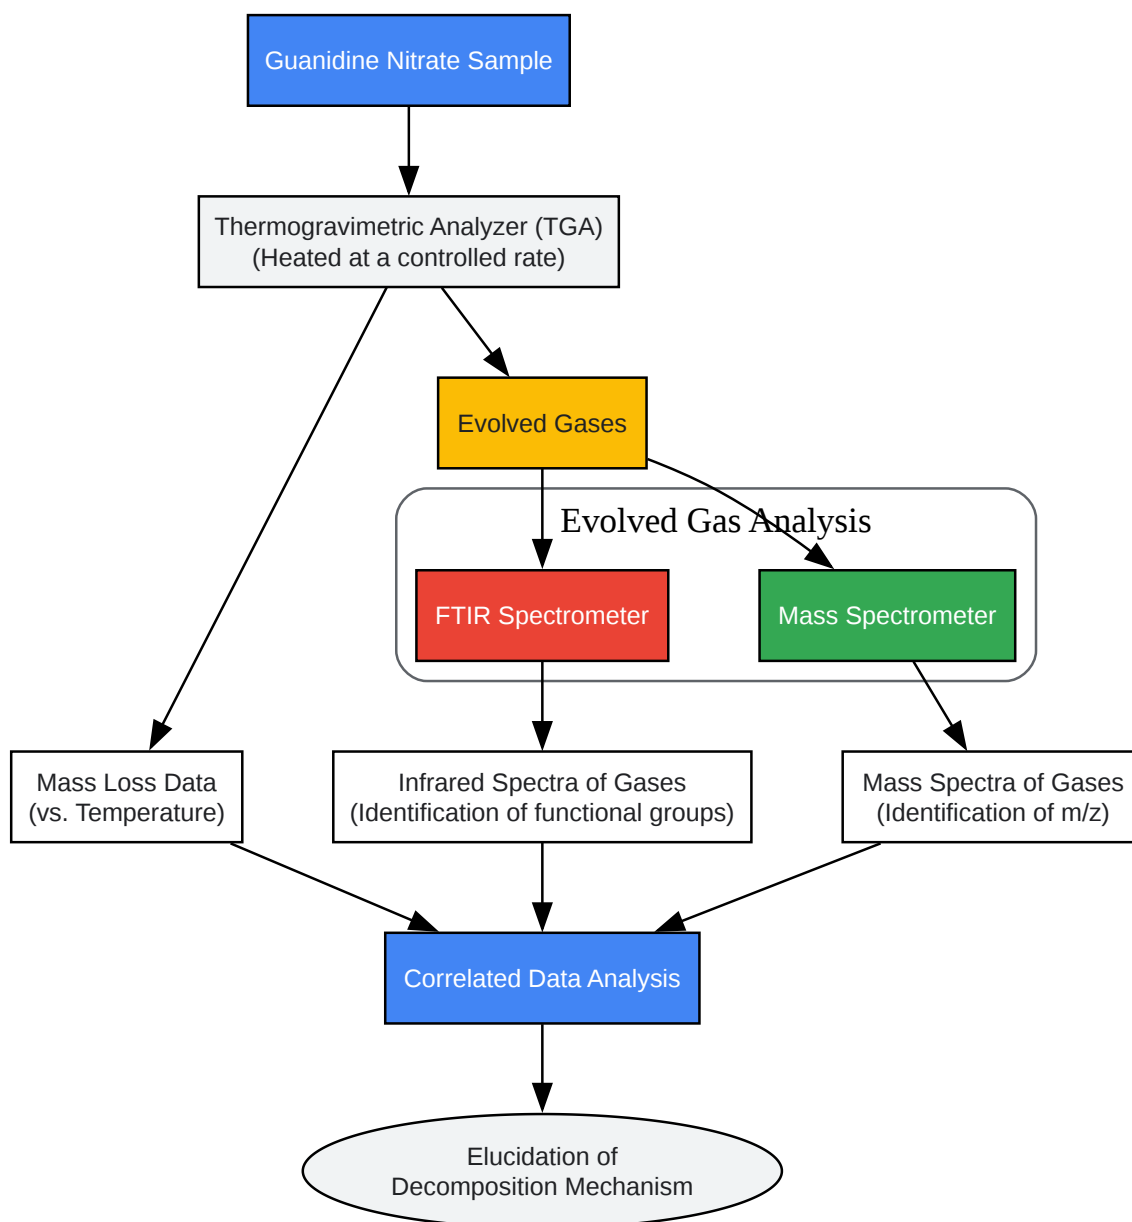 Guanidine Nitrate Sample
Thermogravimetric Analyzer (TGA)
(Heated at a controlled rate)
Evolved Gases
Evolved Gas Analysis
FTIR Spectrometer
Mass Spectrometer
Mass Loss Data
(vs. Temperature)
Infrared Spectra of Gases
(Identification of functional groups)
Mass Spectra of Gases
(Identification of m/z)
Correlated Data Analysis
Elucidation of
Decomposition Mechanism